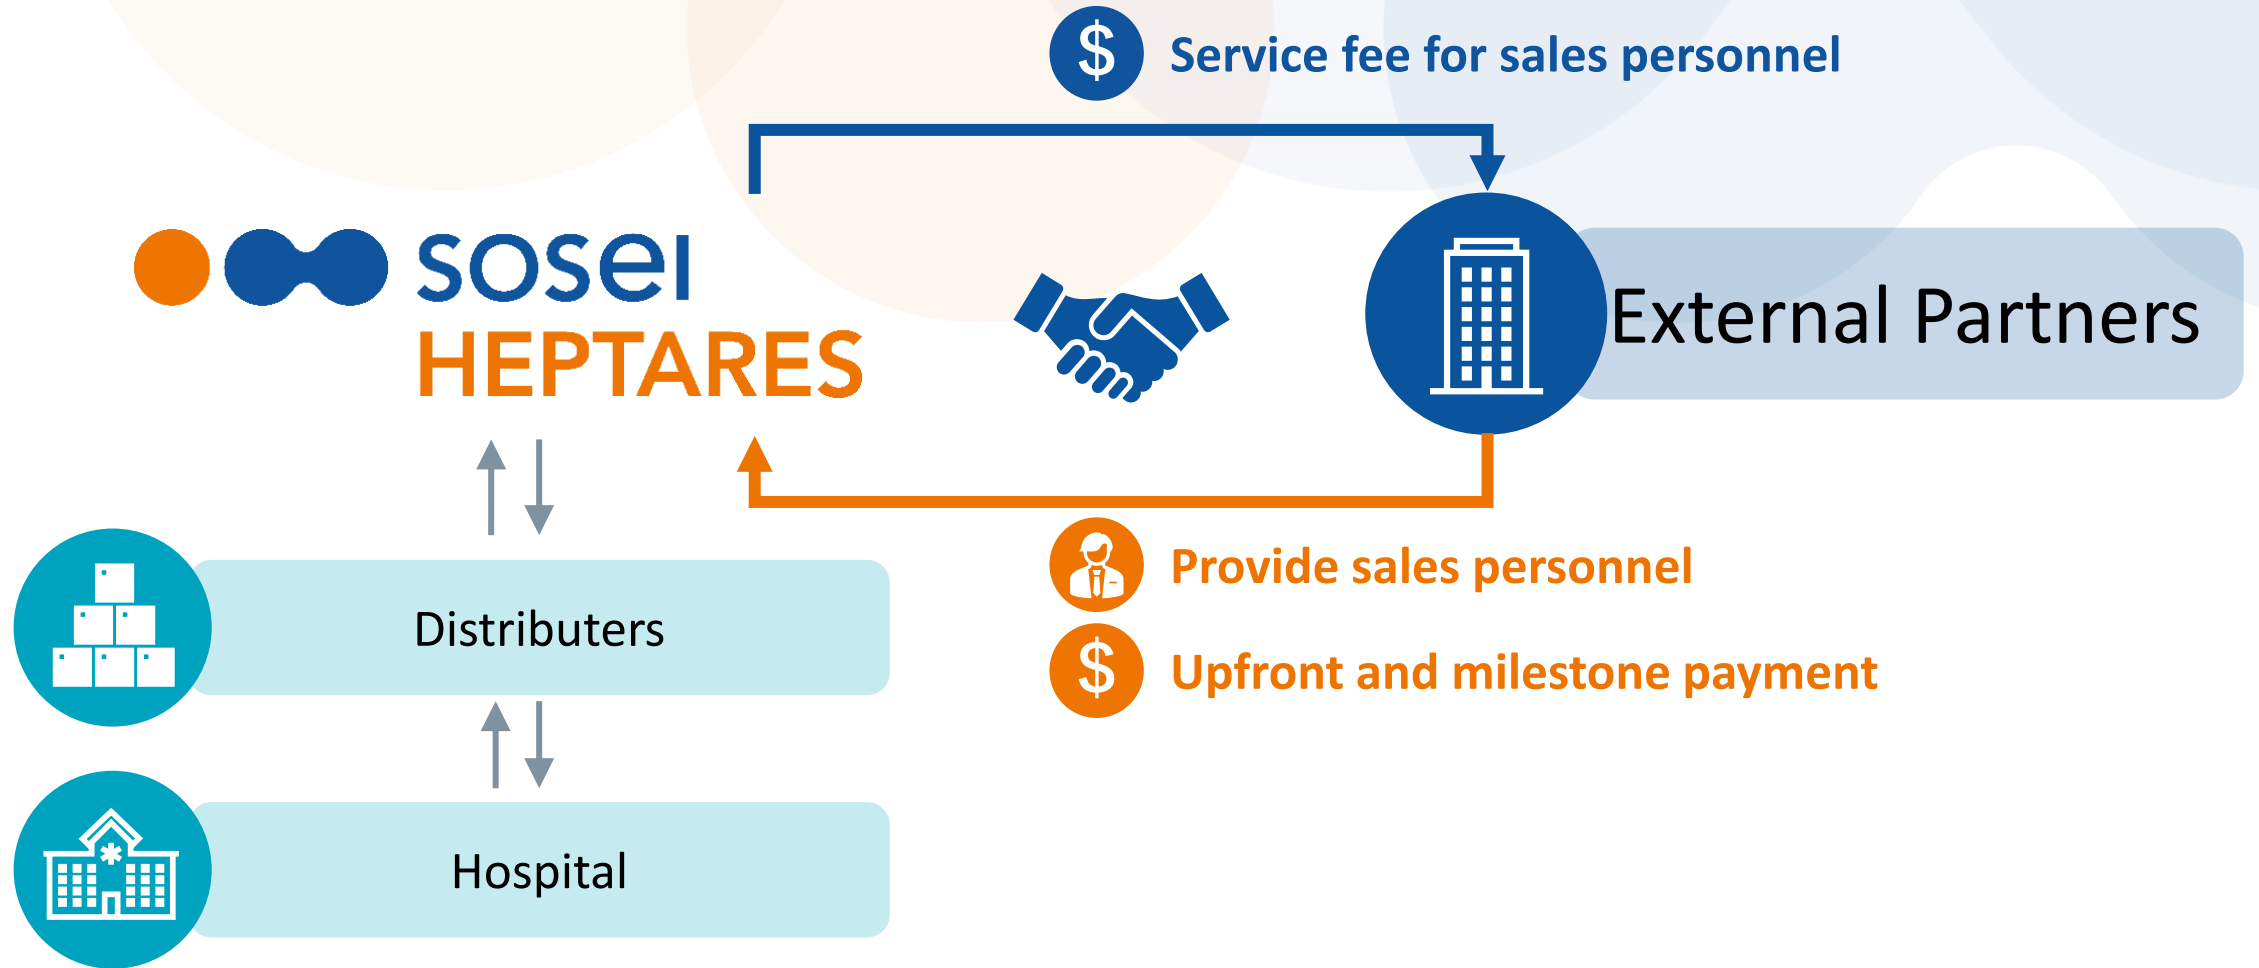 $ Service fee for sales personnel
sosei
HEPTARES
External Partners
Provide sales personnel
Distributers
$ Upfront and milestone payment
Hospital